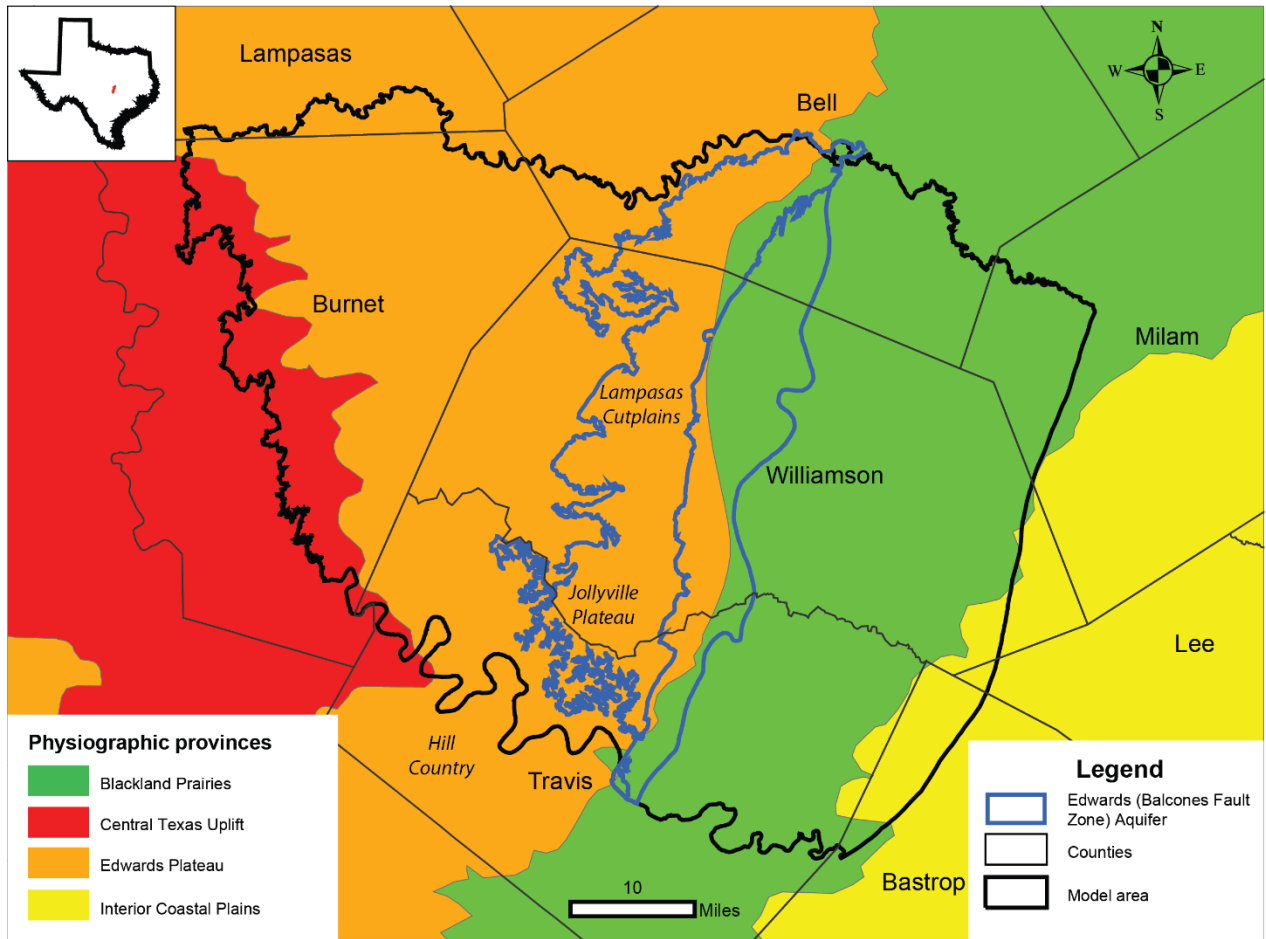 Lampasas
N
W
E
S
Bell
Burnet
Milam
Lampasas
Cutplains
Williamson
Jollyville
Plateau
Lee
Hill
Country
Travis
Bastrop
10
Miles
Physiographic provinces
Blackland Prairies
Central Texas Uplift
Edwards Plateau
Interior Coastal Plains
Legend
Edwards (Balcones Fault
Zone) Aquifer
Counties
Model area